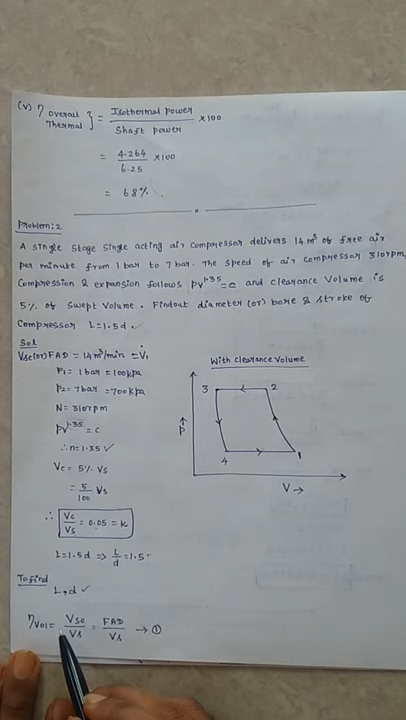 (v) η overall Thermal } = Isothermal power / Shaft power ×100
= 4.264 / 6.25 ×100
= 68%.
Problem:2
A single stage single acting air compressor delivers 14 m³ of free air
per minute from 1 bar to 7 bar. The speed of air compressor 310rpm,
Compression & expansion follows PV^1.35=c and clearance volume is
5% of swept volume. Findout diameter (or) bore & stroke of
Compressor L=1.5d.
Sol
Vse(or) FAD = 14 m³/min = V̇₁
P₁ = 1 bar = 100kpa
P₂ = 7bar = 700kpa
N = 310rpm
PV^1.35 = c
∴ n = 1.35 ✓
Vc = 5% Vs
= 5/100 Vs
∴ Vc/Vs = 0.05 = K
L = 1.5d ⇒ L/d = 1.5
With clearance volume
3 2
↑P
4 1
V→
To find
L, d ✓
ηvol = Vse/Vs = FAD/Vs → ①